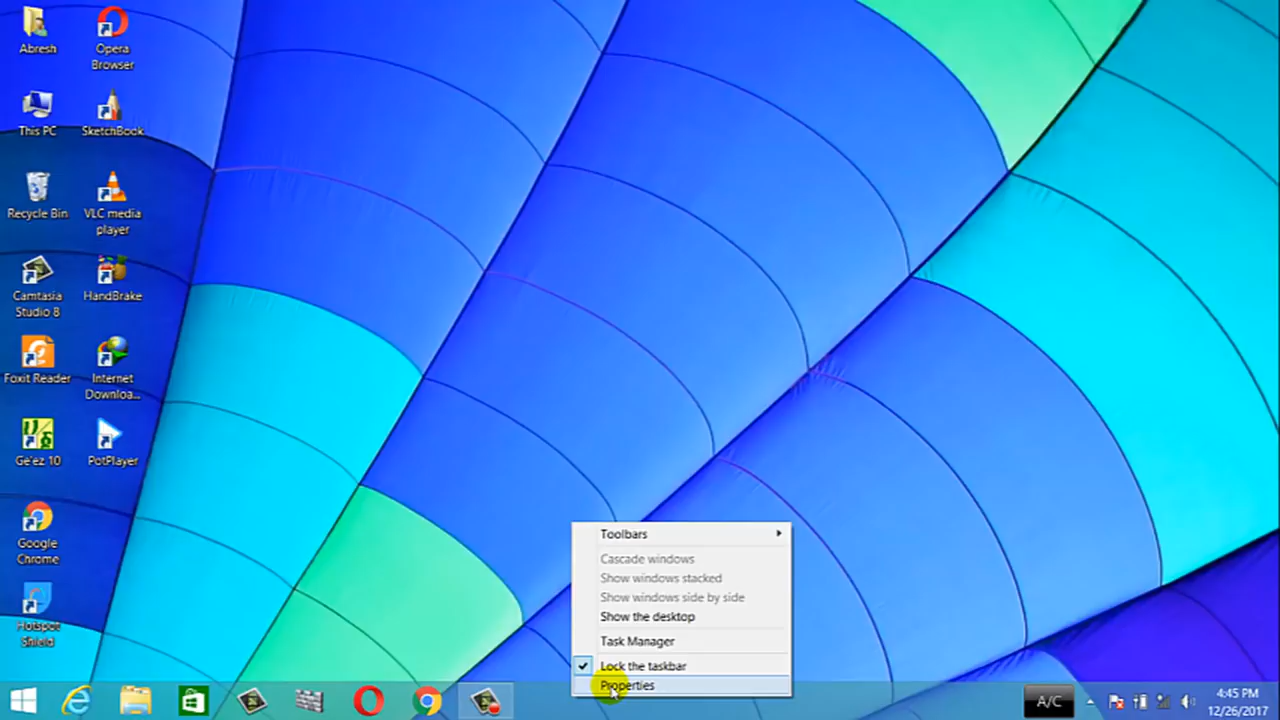 Abresh
Opera
Browser
This PC
SketchBook
Recycle Bin
VLC media
player
Camtasia
Studio 8
HandBrake
Foxit Reader
Internet
Downloa...
Ge'ez 10
PotPlayer
Google
Chrome
Hotspot
Shield
Toolbars
Cascade windows
Show windows stacked
Show windows side by side
Show the desktop
Task Manager
Lock the taskbar
Properties
A/C
4:45 PM
12/26/2017